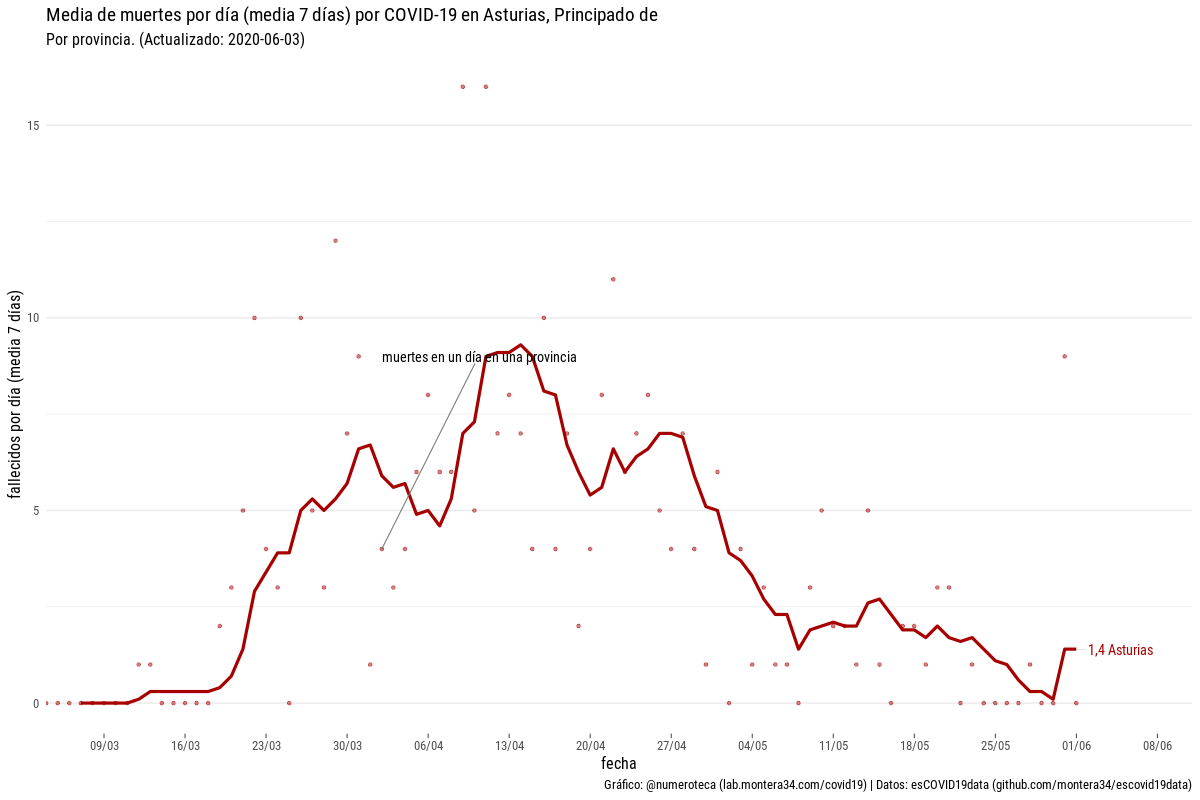 Media de muertes por día (media 7 días) por COVID-19 en Asturias, Principado de
Por provincia. (Actualizado: 2020-06-03)
fallecidos por día (media 7 días)
15
10
5
0
muertes en un día en una provincia
1,4 Asturias
09/03 16/03 23/03 30/03 06/04 13/04 20/04 27/04 04/05 11/05 18/05 25/05 01/06 08/06
fecha
Gráfico: @numeroteca (lab.montera34.com/covid19) | Datos: esCOVID19data (github.com/montera34/escovid19data)